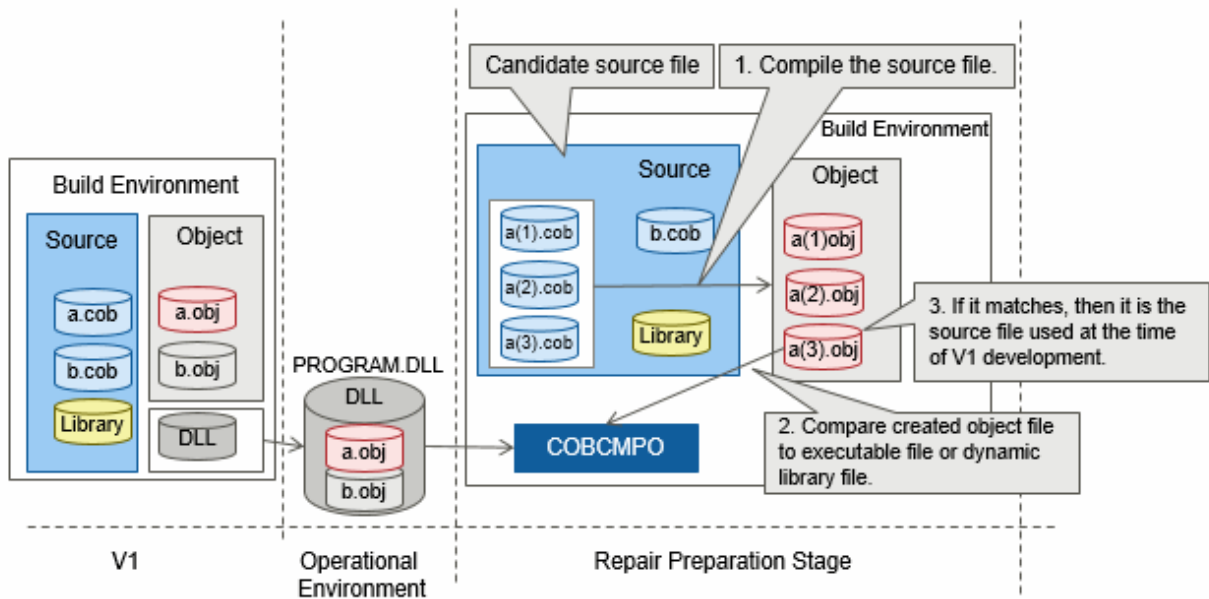 Candidate source file
1. Compile the source file.
Build Environment
Source
Object
a.cob
b.cob
Library
a.obj
b.obj
DLL
PROGRAM.DLL
DLL
a.obj
b.obj
Build Environment
Source
a(1).cob
a(2).cob
a(3).cob
b.cob
Library
Object
a(1)obj
a(2).obj
a(3).obj
3. If it matches, then it is the
source file used at the time
of V1 development.
COBCMPO
2. Compare created object file
to executable file or dynamic
library file.
V1
Operational
Environment
Repair Preparation Stage